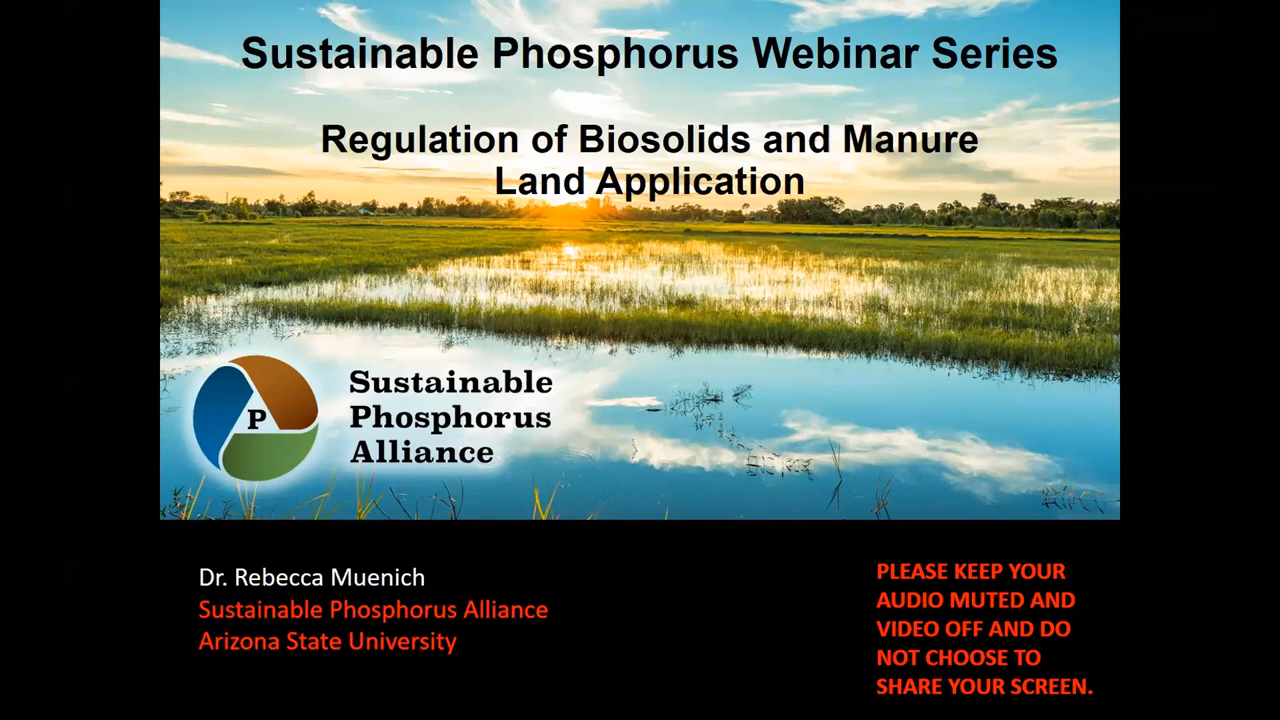 Sustainable Phosphorus Webinar Series
Regulation of Biosolids and Manure
Land Application
P
Sustainable
Phosphorus
Alliance
Dr. Rebecca Muenich
Sustainable Phosphorus Alliance
Arizona State University
PLEASE KEEP YOUR
AUDIO MUTED AND
VIDEO OFF AND DO
NOT CHOOSE TO
SHARE YOUR SCREEN.